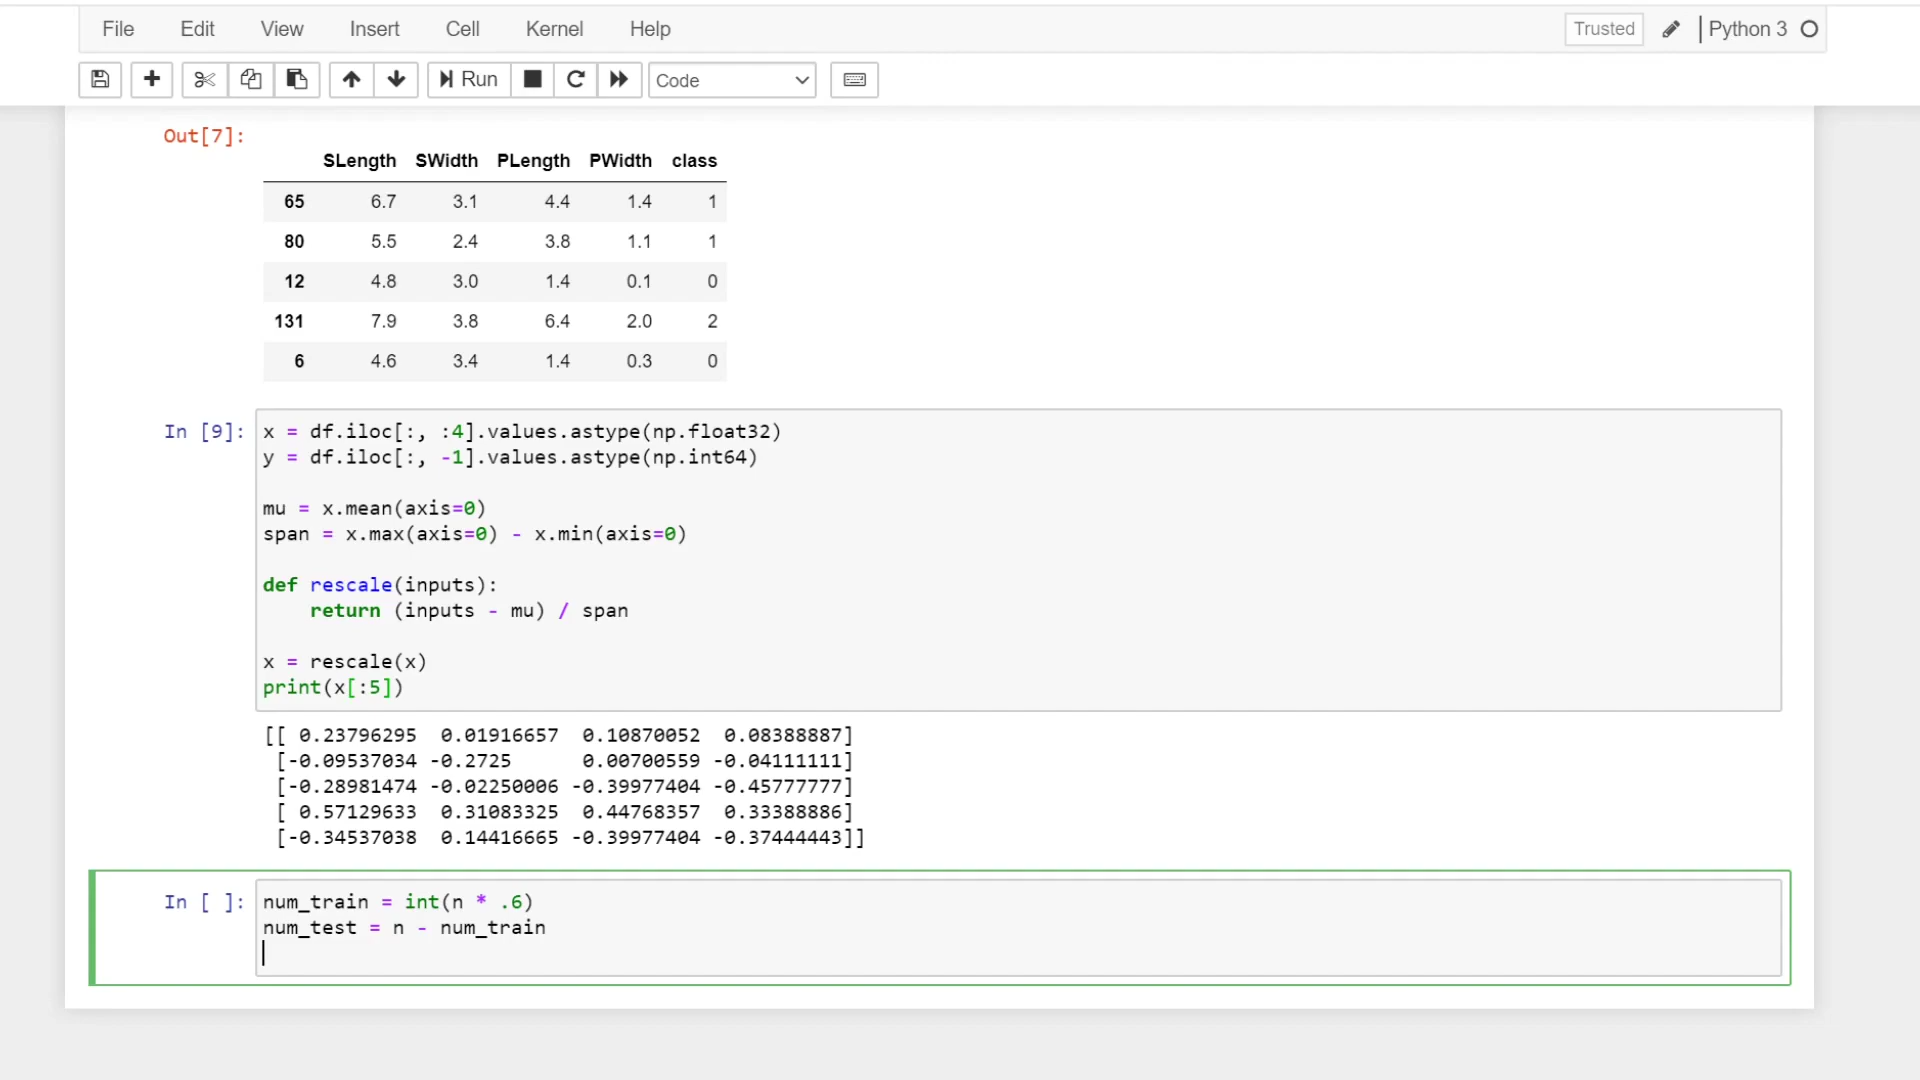 File Edit View Insert Cell Kernel Help Trusted Python 3
Run Code
Out[7]:
SLength SWidth PLength PWidth class
65 6.7 3.1 4.4 1.4 1
80 5.5 2.4 3.8 1.1 1
12 4.8 3.0 1.4 0.1 0
131 7.9 3.8 6.4 2.0 2
6 4.6 3.4 1.4 0.3 0
In [9]: x = df.iloc[:, :4].values.astype(np.float32)
y = df.iloc[:, -1].values.astype(np.int64)
mu = x.mean(axis=0)
span = x.max(axis=0) - x.min(axis=0)
def rescale(inputs):
    return (inputs - mu) / span
x = rescale(x)
print(x[:5])
[[ 0.23796295  0.01916657  0.10870052  0.08388887]
 [-0.09537034 -0.2725      0.00700559 -0.04111111]
 [-0.28981474 -0.02250006 -0.39977404 -0.45777777]
 [ 0.57129633  0.31083325  0.44768357  0.33388886]
 [-0.34537038  0.14416665 -0.39977404 -0.37444443]]
In [ ]: num_train = int(n * .6)
num_test = n - num_train